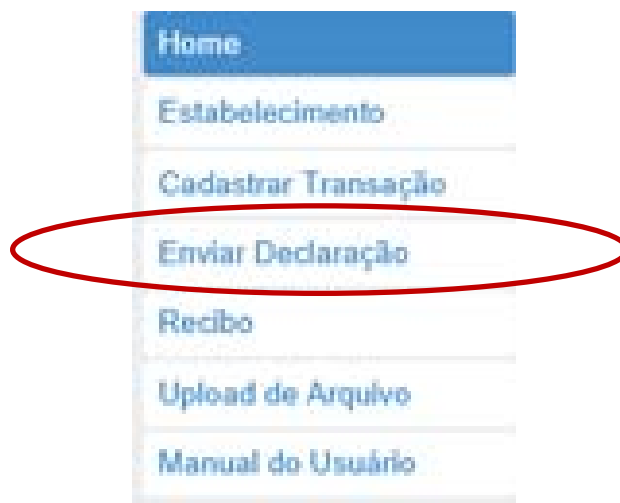 Home
Estabelecimento
Cadastrar Transação
Enviar Declaração
Recibo
Upload de Arquivo
Manual do Usuário